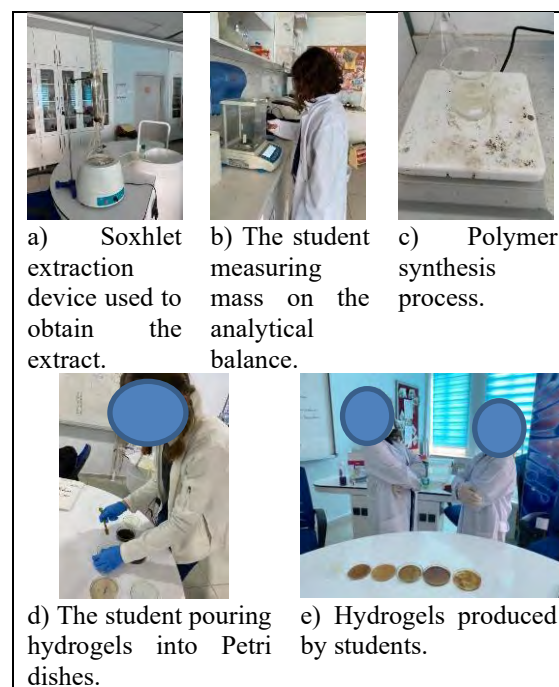 a) Soxhlet
extraction
device used to
obtain the
extract.
b) The student
measuring
mass on the
analytical
balance.
c) Polymer
synthesis
process.
d) The student pouring
hydrogels into Petri
dishes.
e) Hydrogels produced
by students.